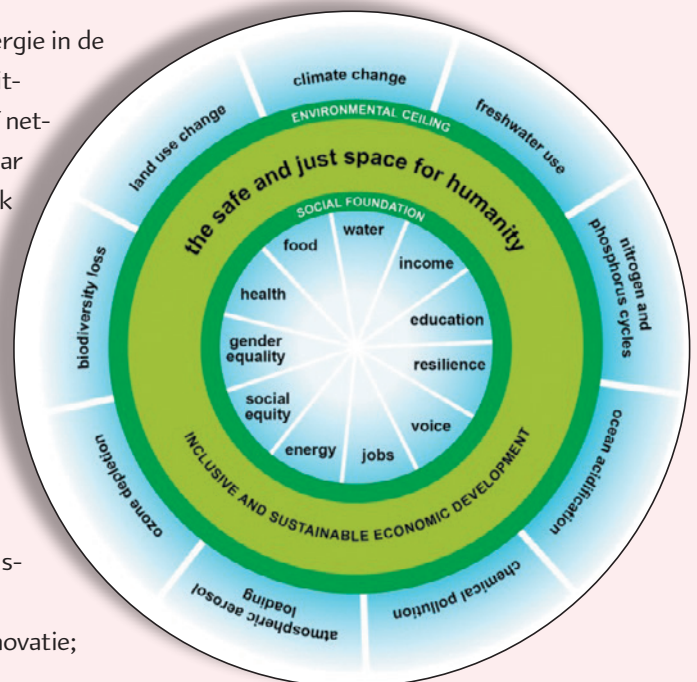 ergie in de
it-
net-
ar
k
s-
novatie;
climate change
freshwater use
nitrogen and
phosphorus cycles
ocean acidification
chemical pollution
atmospheric aerosol
loading
ozone depletion
biodiversity loss
land use change
ENVIRONMENTAL CEILING
the safe and just space for humanity
SOCIAL FOUNDATION
water
income
education
resilience
voice
jobs
energy
social
equity
gender
equality
health
food
INCLUSIVE AND SUSTAINABLE ECONOMIC DEVELOPMENT